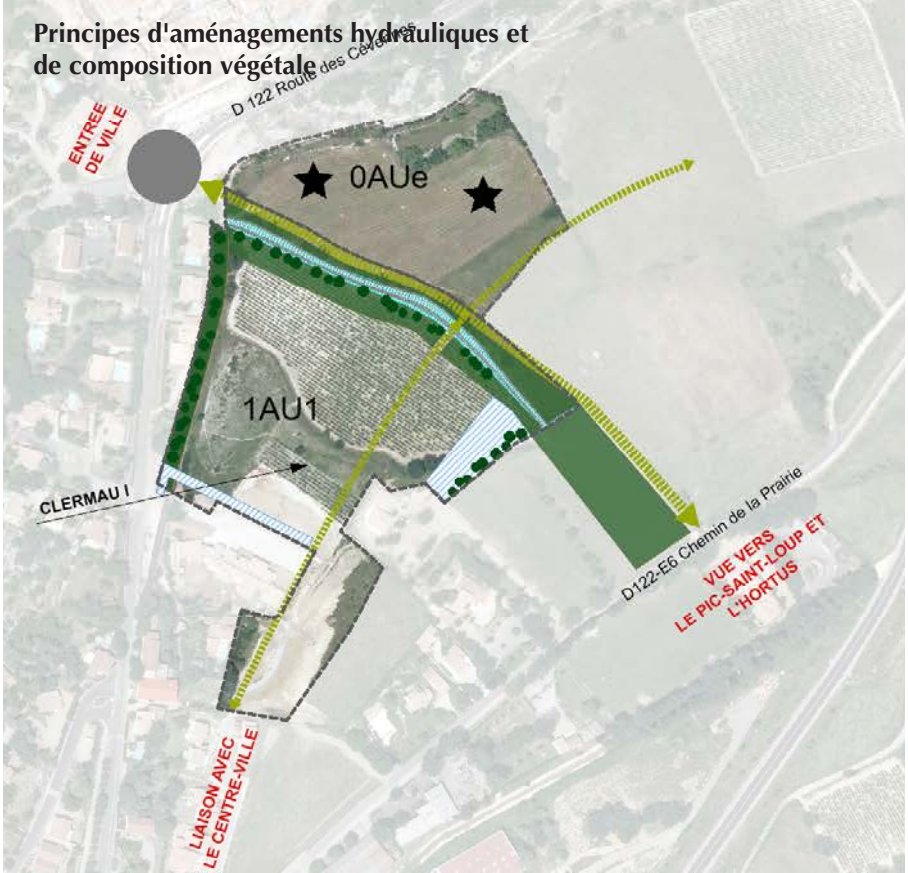 Principes d'aménagements hydrauliques et
de composition végétale
D 122 Route des Cévennes
ENTREE
DE VILLE
0AUe
1AU1
CLERMAU I
D122-E6 Chemin de la Prairie
VUE VERS
LE PIC-SAINT-LOUP ET
L'HORTUS
LIAISON AVEC
LE CENTRE-VILLE